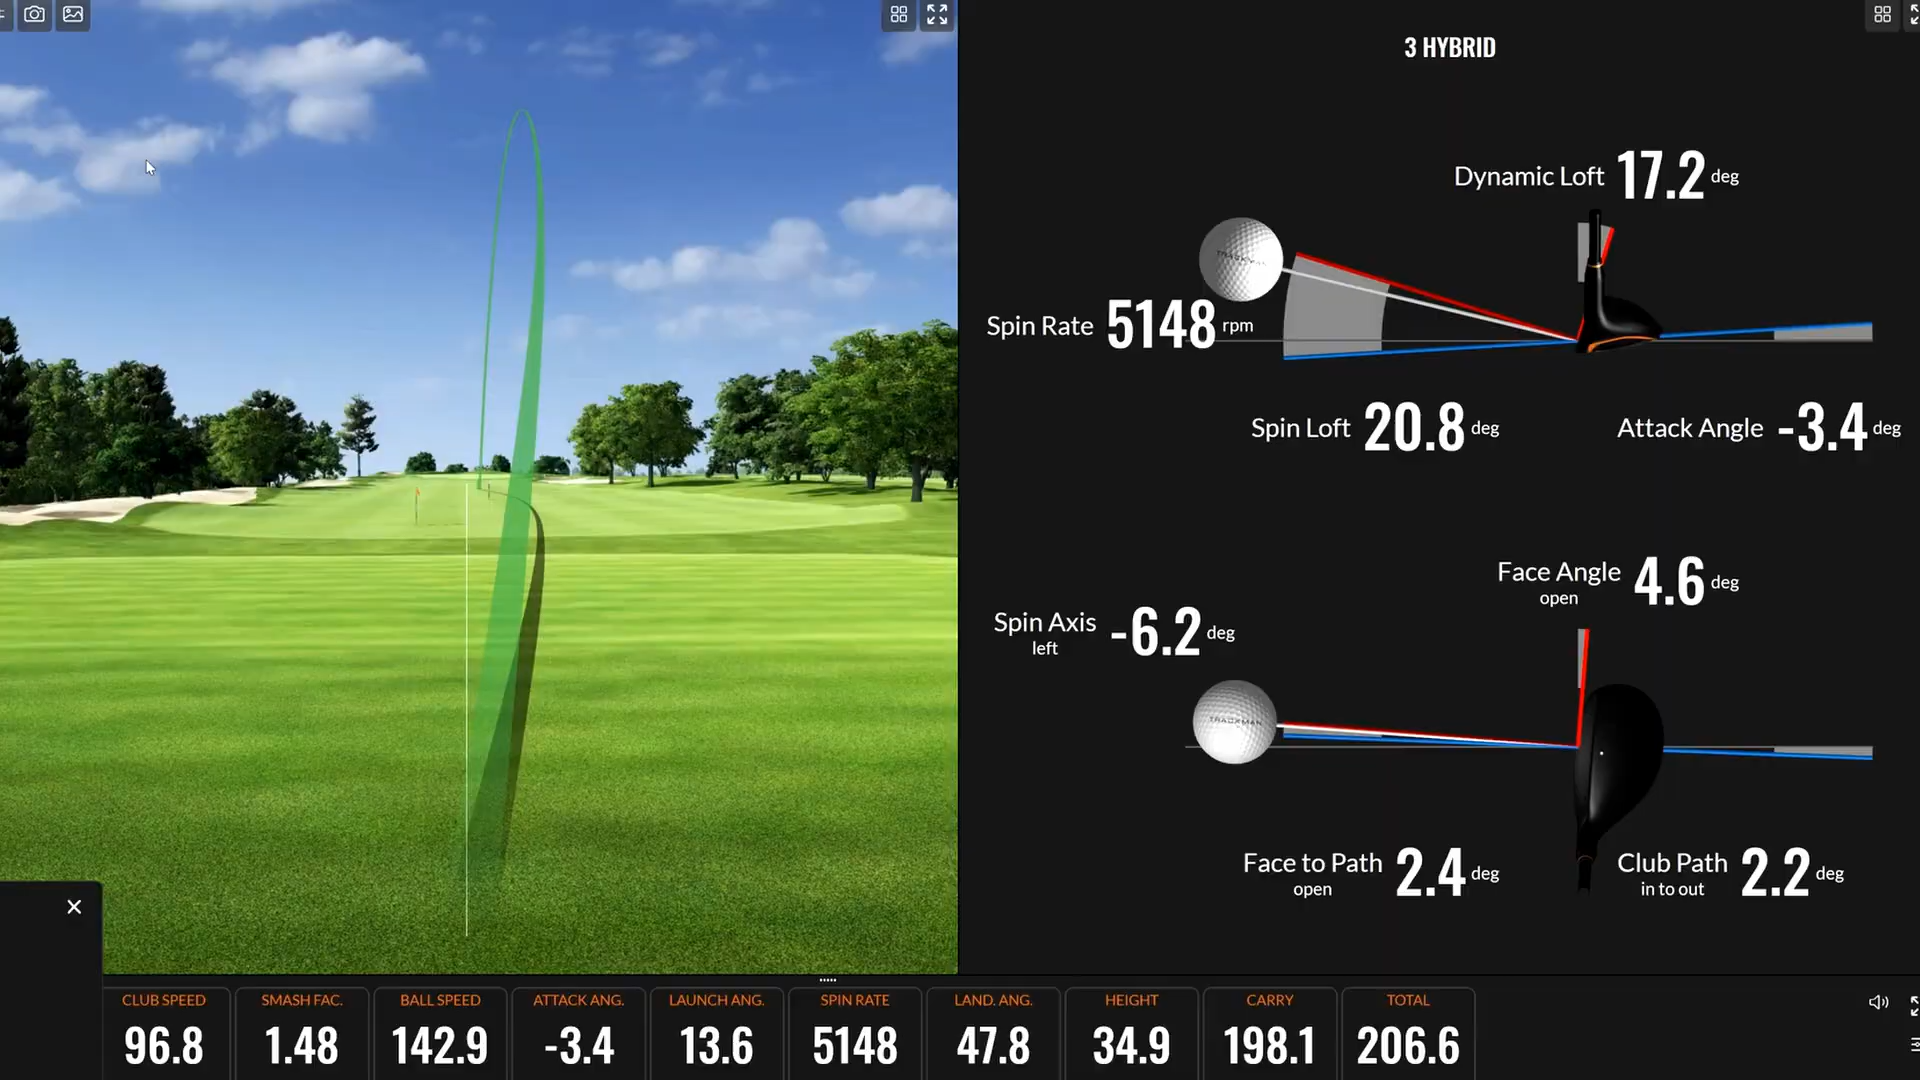 3 HYBRID
Dynamic Loft 17.2 deg
Spin Rate 5148 rpm
Spin Loft 20.8 deg
Attack Angle -3.4 deg
Face Angle 4.6 deg
open
Spin Axis -6.2 deg
left
TRACKMAN
Face to Path 2.4 deg
open
Club Path 2.2 deg
in to out
CLUB SPEED SMASH FAC. BALL SPEED ATTACK ANG. LAUNCH ANG. SPIN RATE LAND. ANG. HEIGHT CARRY TOTAL
96.8 1.48 142.9 -3.4 13.6 5148 47.8 34.9 198.1 206.6